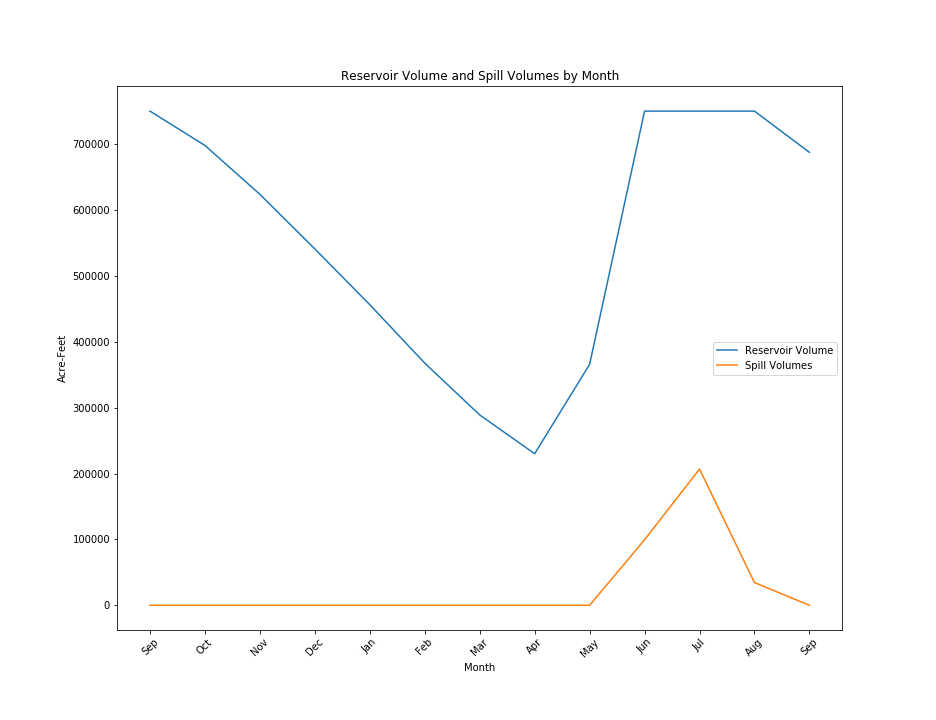 Reservoir Volume and Spill Volumes by Month
Acre-Feet
700000
600000
500000
400000
300000
200000
100000
0
Reservoir Volume
Spill Volumes
Sep Oct Nov Dec Jan Feb Mar Apr May Jun Jul Aug Sep
Month